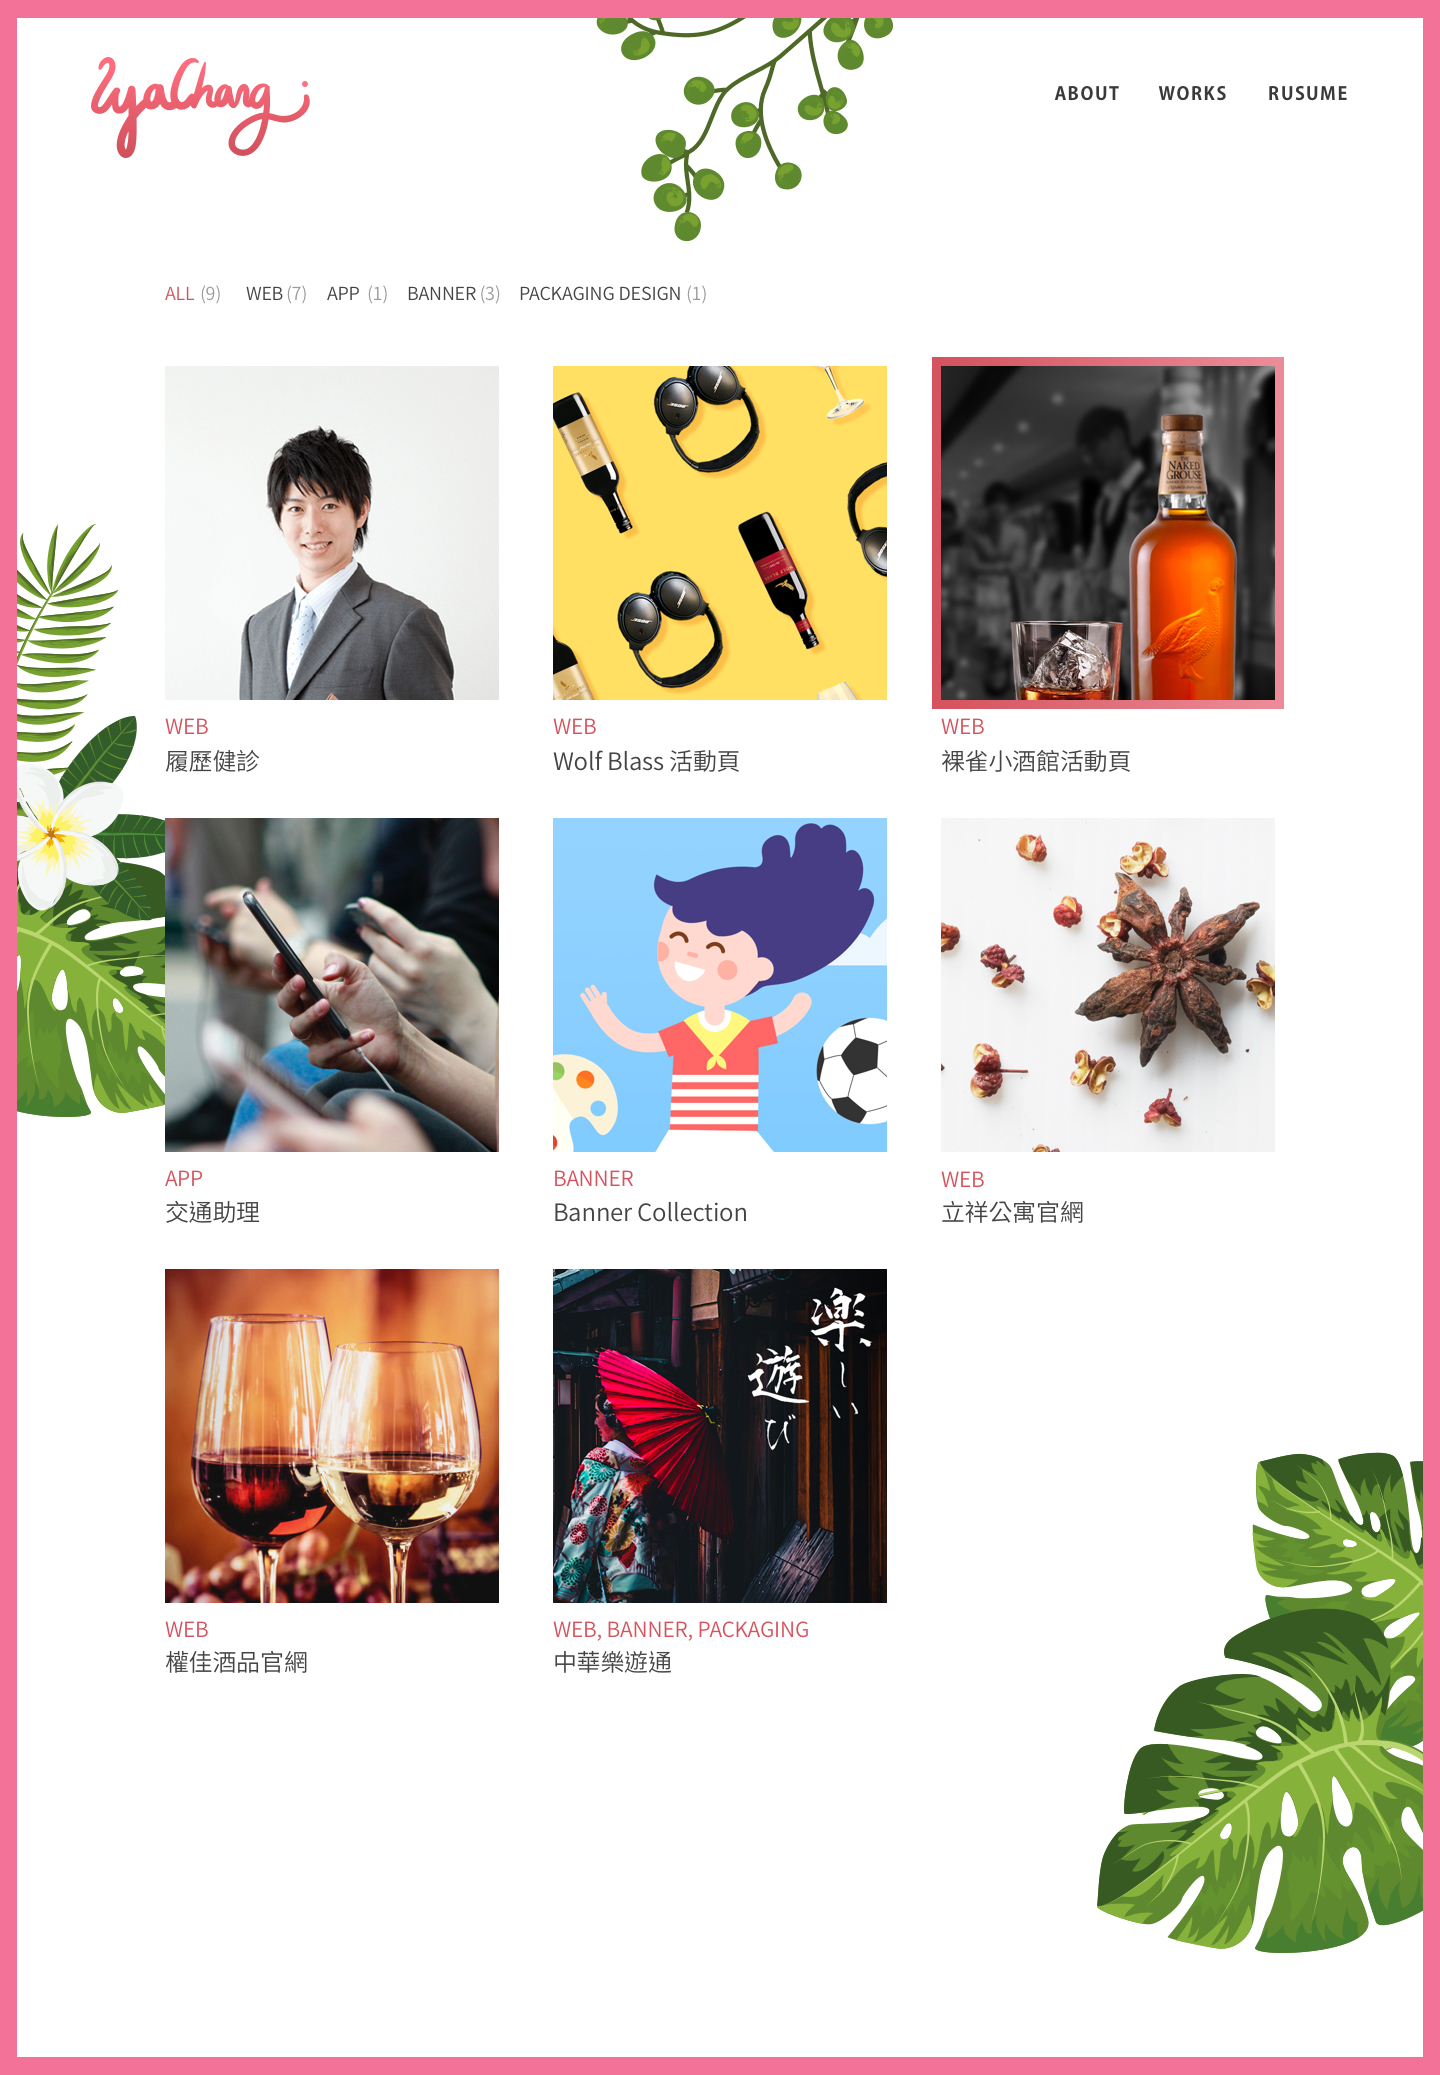 LyaChang
ABOUT WORKS RUSUME
ALL (9) WEB (7) APP (1) BANNER (3) PACKAGING DESIGN (1)
THE
NAKED
GROUSE
WEB
履歷健診
WEB
Wolf Blass 活動頁
WEB
裸雀小酒館活動頁
APP
交通助理
BANNER
Banner Collection
WEB
立祥公寓官網
楽しい
遊び
WEB
權佳酒品官網
WEB, BANNER, PACKAGING
中華樂遊通